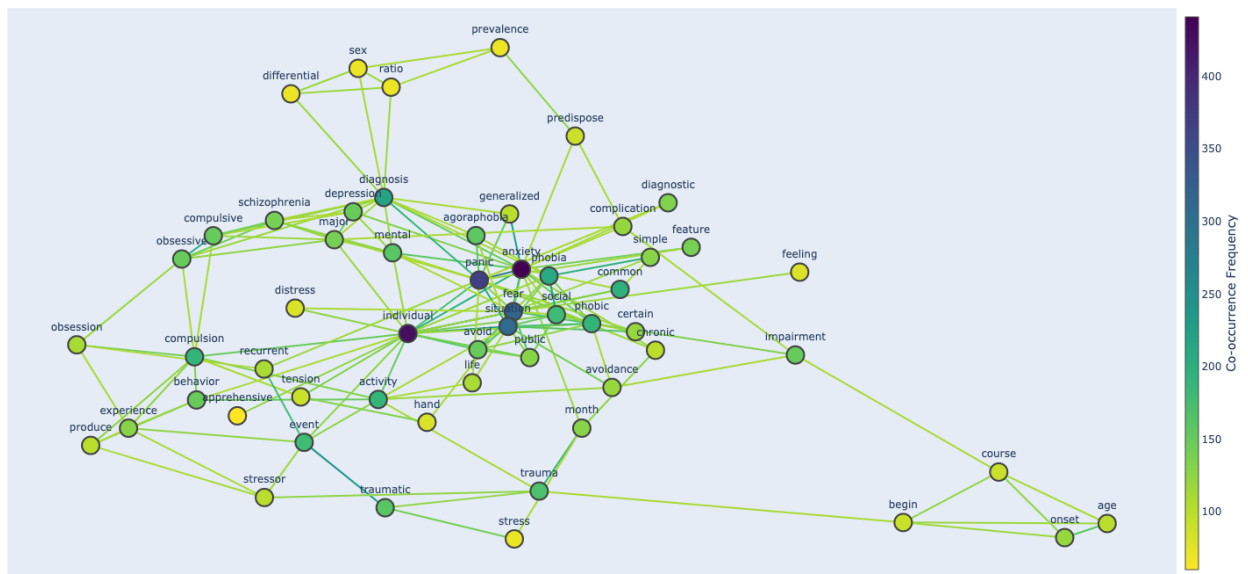 prevalence
sex
ratio
differential
predispose
diagnosis
generalized
diagnostic
schizophrenia
depression
complication
compulsive
major
agoraphobia
mental
simple
feature
obsessive
anxiety
phobia
panic
common
feeling
distress
fear
social
situation
phobic
individual
certain
obsession
avoid
public
chronic
compulsion
recurrent
impairment
behavior
tension
activity
life
avoidance
apprehensive
experience
hand
month
produce
event
stressor
traumatic
trauma
stress
course
begin
onset
age
400
350
300
250
200
150
100
Co-occurrence Frequency